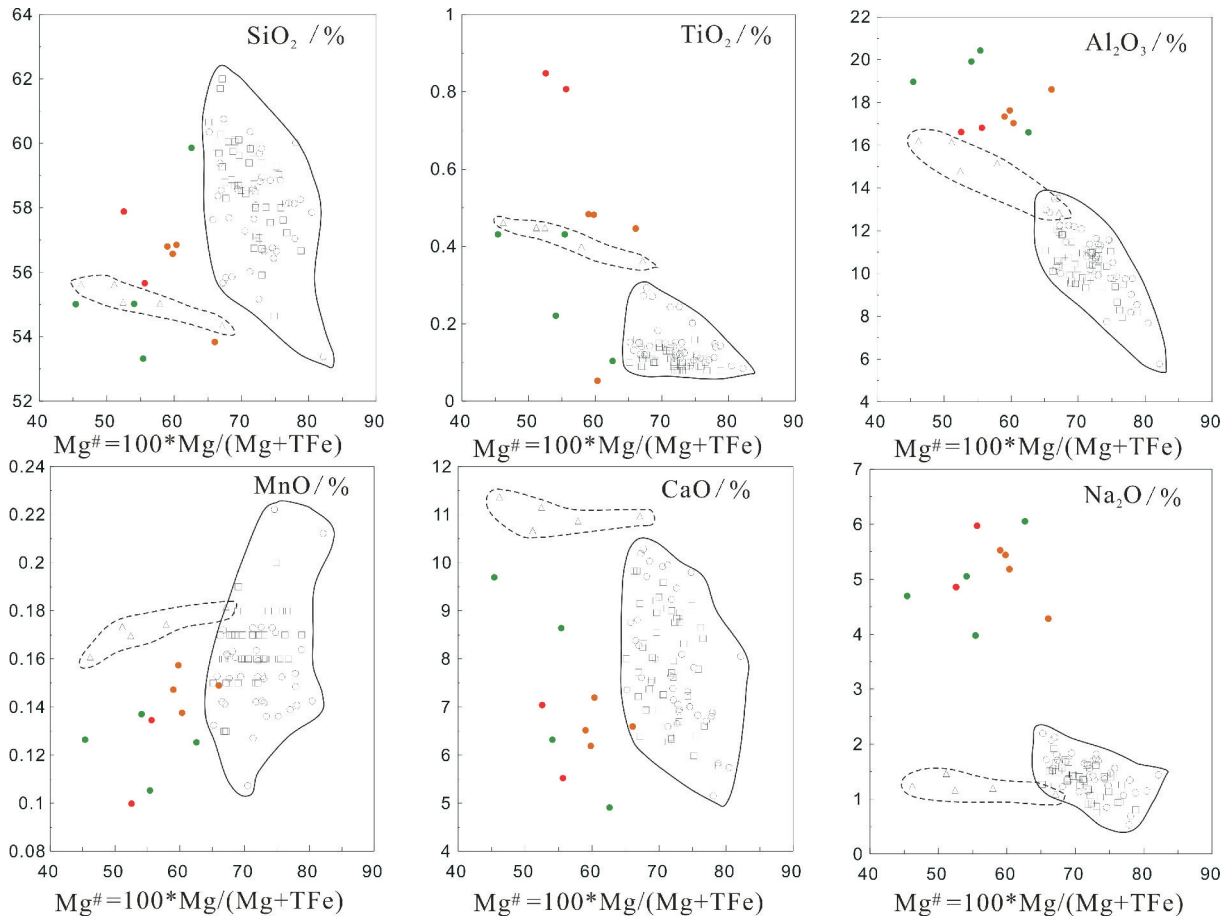 SiO₂ /%
64
62
60
58
56
54
52
40 50 60 70 80 90
Mg#=100*Mg/(Mg+TFe)
TiO₂ /%
1
0.8
0.6
0.4
0.2
0
40 50 60 70 80 90
Mg#=100*Mg/(Mg+TFe)
Al₂O₃ /%
22
20
18
16
14
12
10
8
6
4
40 50 60 70 80 90
Mg#=100*Mg/(Mg+TFe)
MnO/%
0.24
0.22
0.2
0.18
0.16
0.14
0.12
0.1
0.08
40 50 60 70 80 90
Mg#=100*Mg/(Mg+TFe)
CaO/%
12
11
10
9
8
7
6
5
4
40 50 60 70 80 90
Mg#=100*Mg/(Mg+TFe)
Na₂O/%
7
6
5
4
3
2
1
0
40 50 60 70 80 90
Mg#=100*Mg/(Mg+TFe)